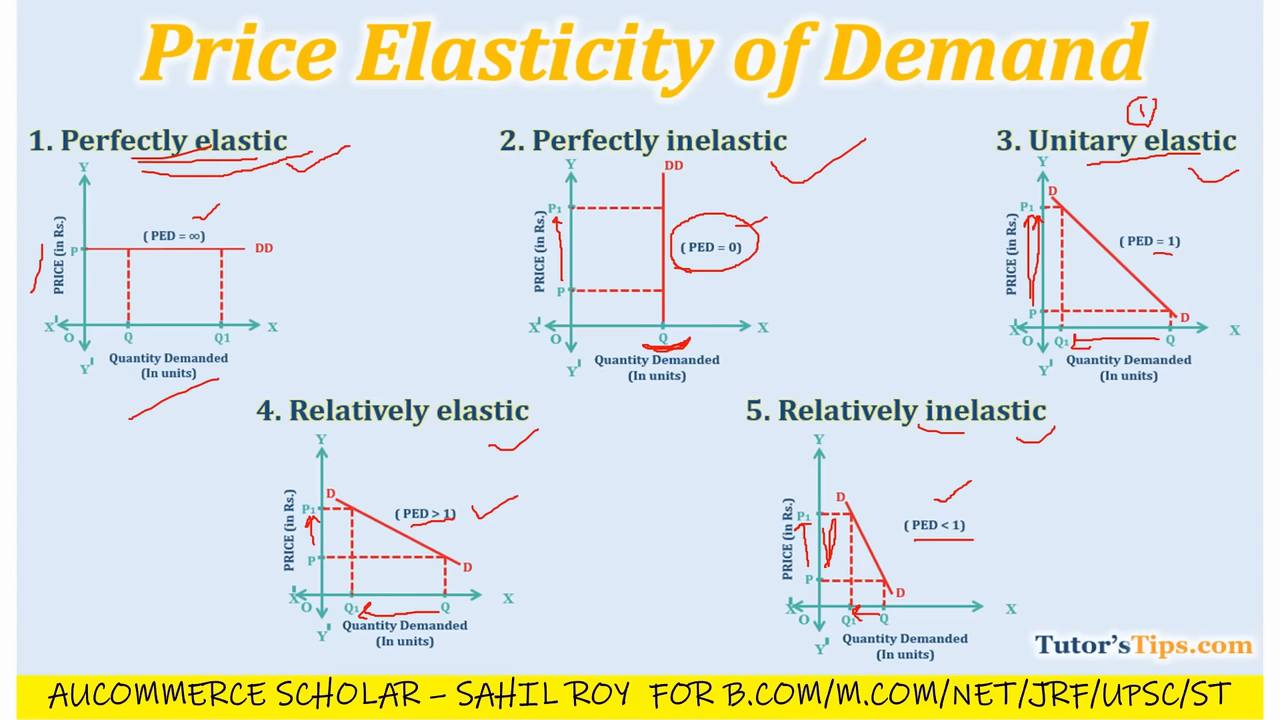 Price Elasticity of Demand
1. Perfectly elastic
Y
PRICE (in Rs.)
P
( PED = ∞)
DD
X'
O
Q
Q1
X
Quantity Demanded
(In units)
Y'
2. Perfectly inelastic
Y
DD
PRICE (in Rs.)
P₁
( PED = 0)
P
X'
O
Q
X
Quantity Demanded
(In units)
Y'
1
3. Unitary elastic
Y
D
PRICE (in Rs.)
P₁
( PED = 1)
P
D
X'
O
Q₁
Q
X
Quantity Demanded
(In units)
Y'
4. Relatively elastic
Y
D
PRICE (in Rs.)
P₁
( PED > 1)
P
D
X'
O
Q₁
Q
X
Quantity Demanded
(In units)
Y'
5. Relatively inelastic
Y
D
PRICE (in Rs.)
P₁
( PED < 1)
P
D
X'
O
Q₁
Q
X
Quantity Demanded
(In units)
Y'
Tutor'sTips.com
AUCOMMERCE SCHOLAR – SAHIL ROY FOR B.COM/M.COM/NET/JRF/UPSC/ST